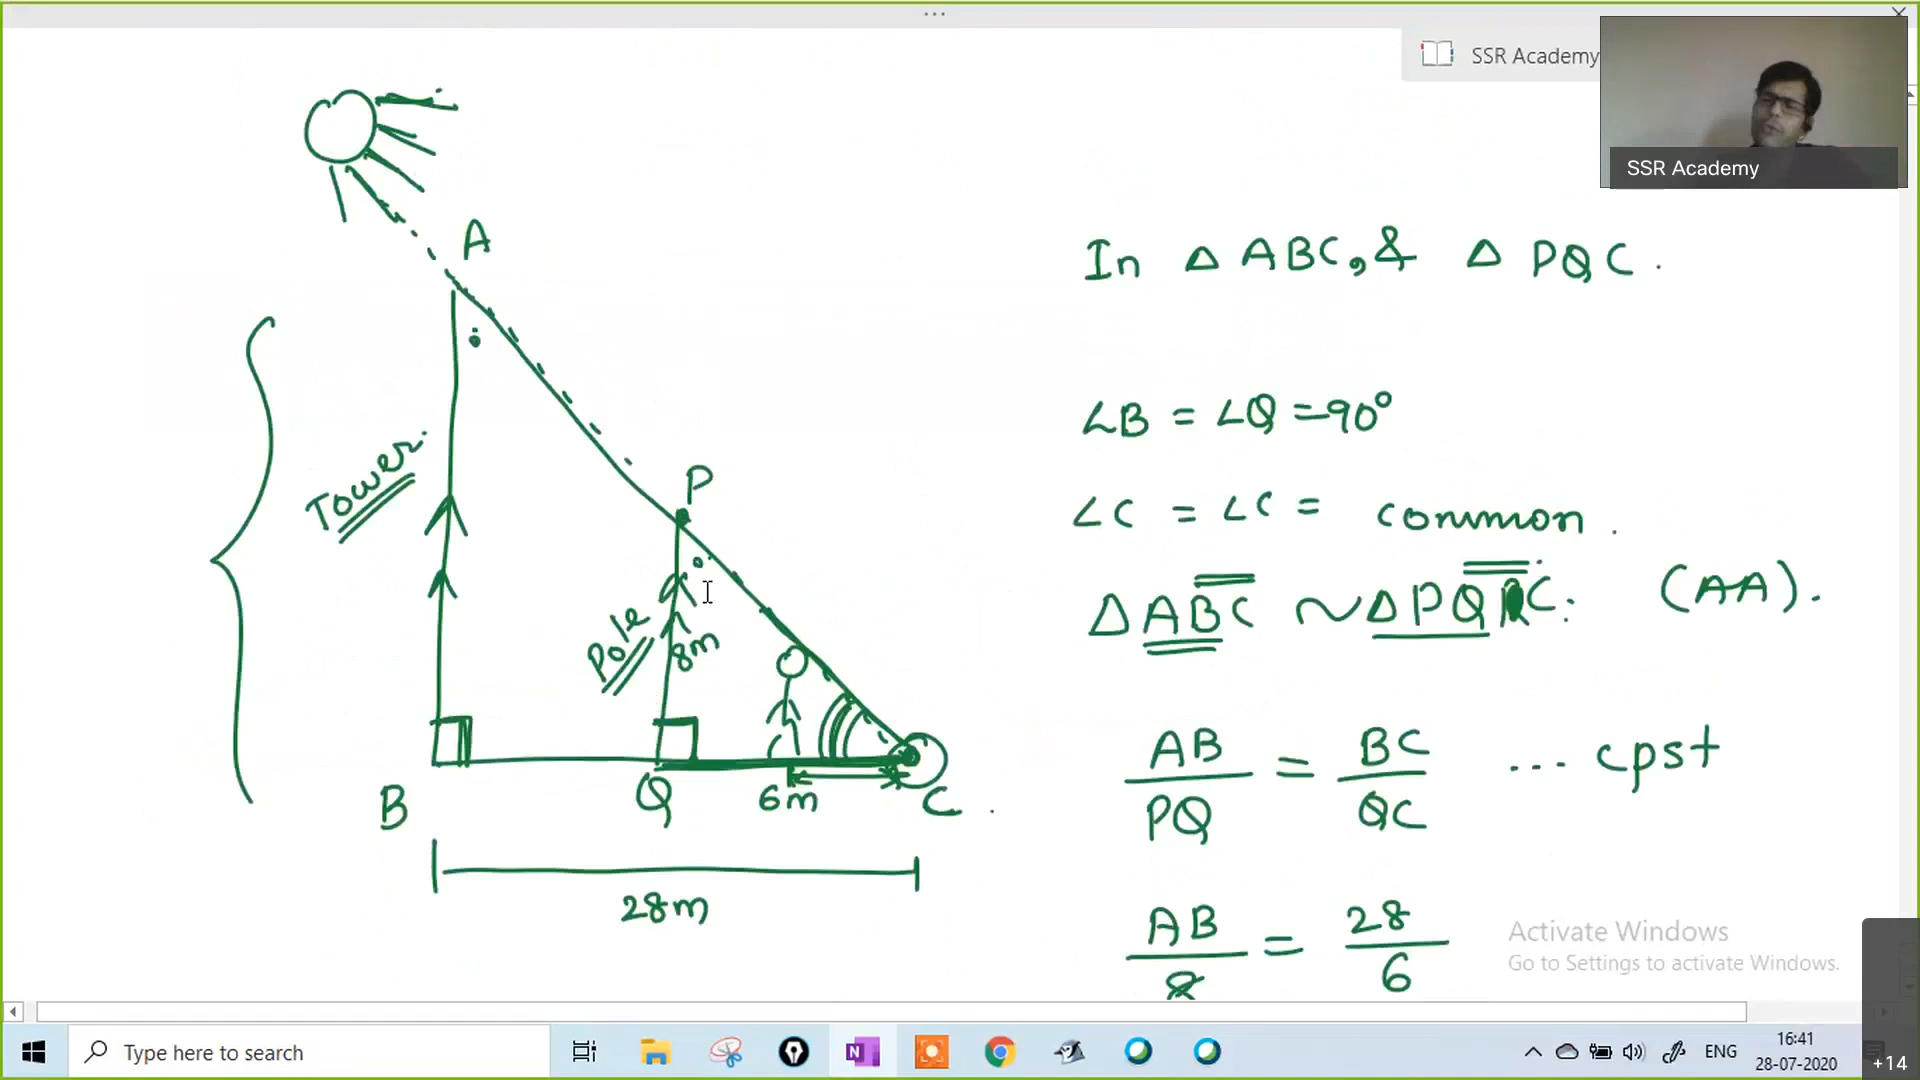 SSR Academy
SSR Academy
A
In Δ ABC, & Δ PQC.
∠B = ∠Q = 90°
Tower
P
∠C = ∠C = common.
ΔABC ~ ΔPQC. (AA).
Pole
8m
AB/PQ = BC/QC ... cpst
B
Q
6m
C
28m
AB/8 = 28/6
Activate Windows
Go to Settings to activate Windows.
Type here to search
ENG
16:41
28-07-2020
+14